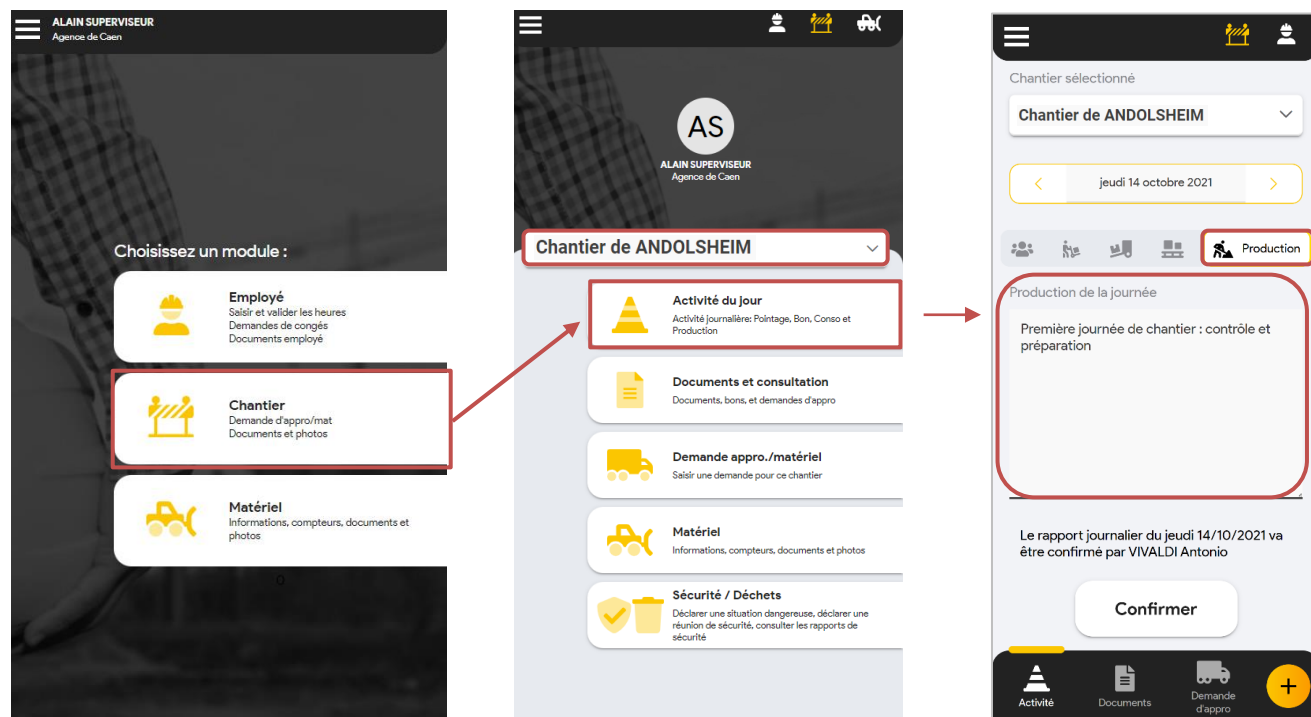 ALAIN SUPERVISEUR
Agence de Caen
Choisissez un module :
Employé
Saisir et valider les heures
Demandes de congés
Documents employé
Chantier
Demande d'appro/mat
Documents et photos
Matériel
Informations, compteurs, documents et
photos
0
AS
ALAIN SUPERVISEUR
Agence de Caen
Chantier de ANDOLSHEIM
Activité du jour
Activité journalière: Pointage, Bon, Conso et
Production
Documents et consultation
Documents, bons, et demandes d'appro
Demande appro./matériel
Saisir une demande pour ce chantier
Matériel
Informations, compteurs, documents et photos
Sécurité / Déchets
Déclarer une situation dangereuse, déclarer une
réunion de sécurité, consulter les rapports de
sécurité
Chantier sélectionné
Chantier de ANDOLSHEIM
jeudi 14 octobre 2021
Production
Production de la journée
Première journée de chantier : contrôle et
préparation
Le rapport journalier du jeudi 14/10/2021 va
être confirmé par VIVALDI Antonio
Confirmer
Activité
Documents
Demande
d'appro
+